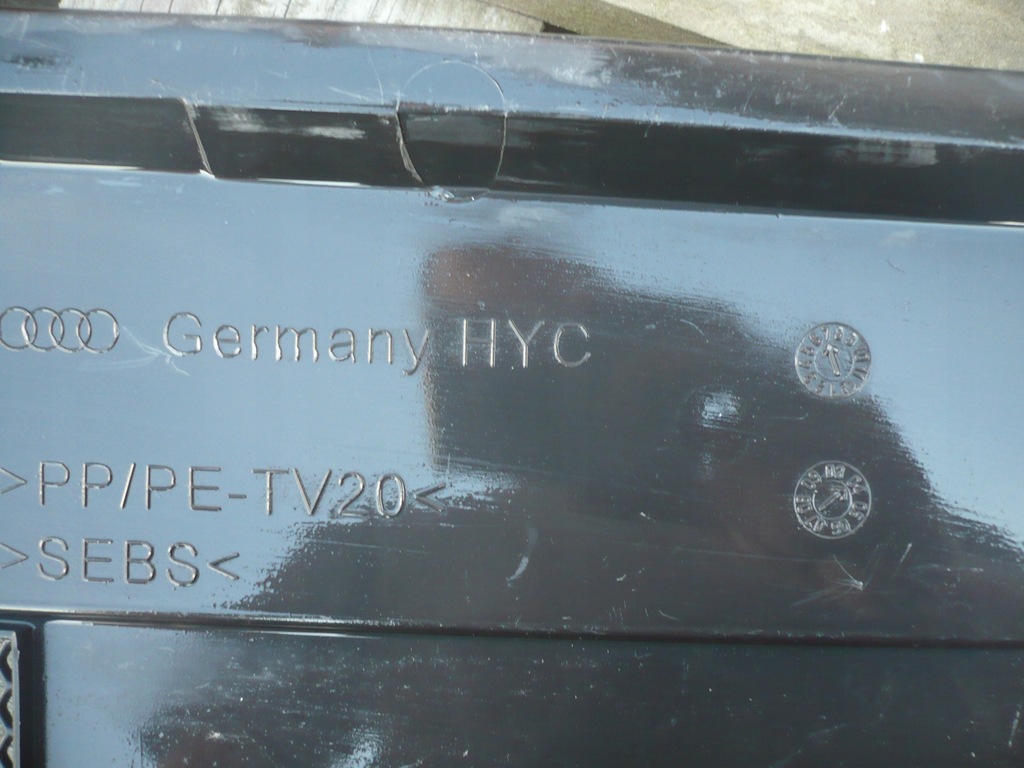 Germany HYC
>PP/PE-TV20<
>SEBS<